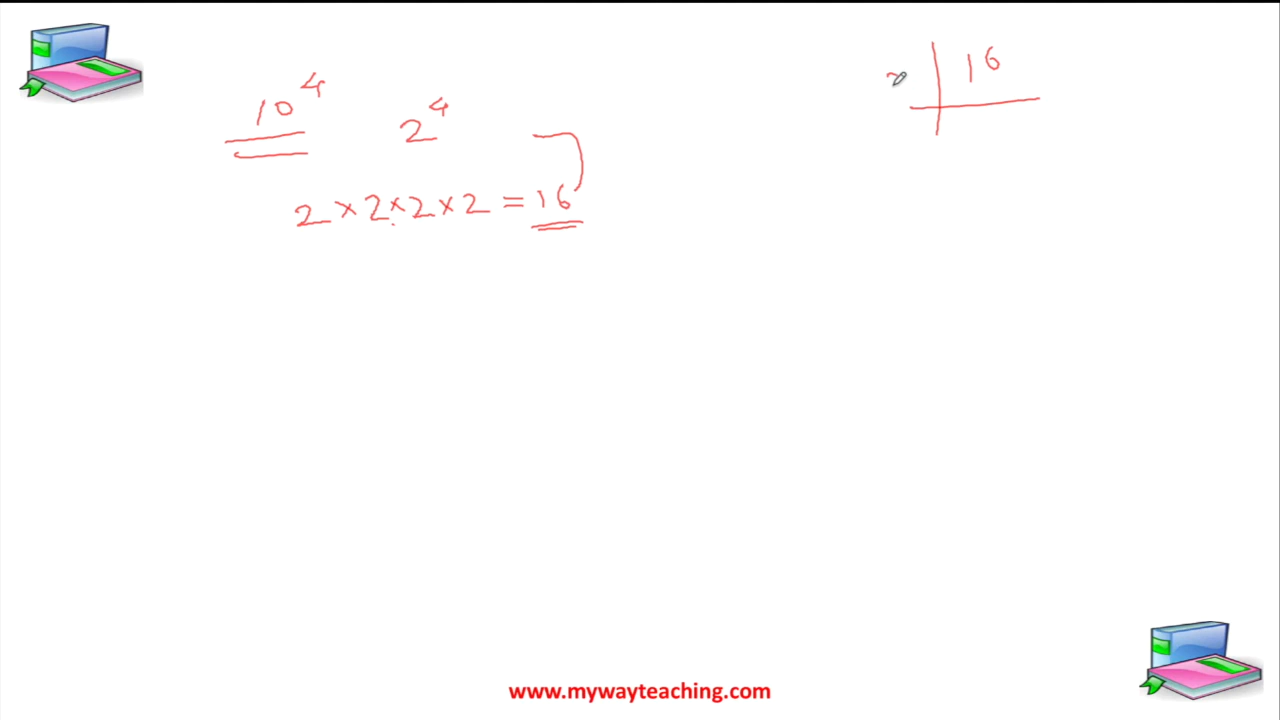 10⁴ 2⁴
2 × 2 × 2 × 2 = 16
16
www.mywayteaching.com